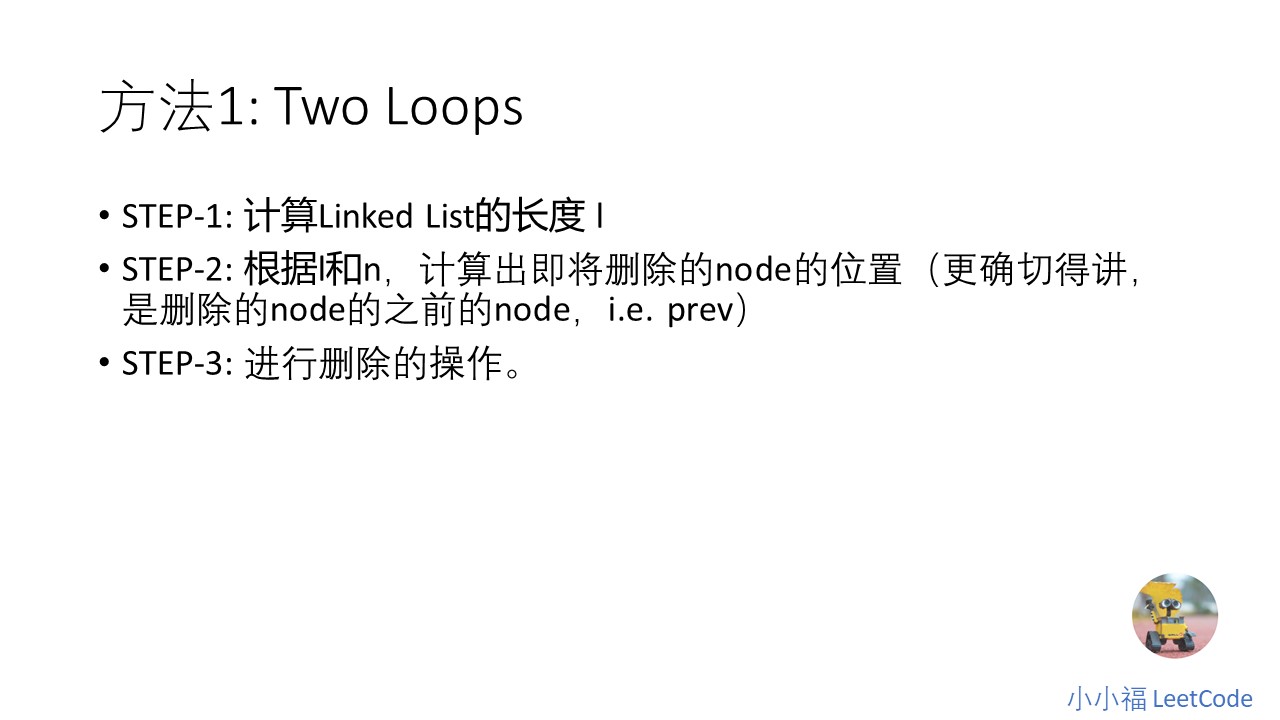 方法1: Two Loops
• STEP-1: 计算Linked List的长度 l
• STEP-2: 根据l和n，计算出即将删除的node的位置（更确切得讲，
是删除的node的之前的node，i.e. prev）
• STEP-3: 进行删除的操作。
小小福 LeetCode